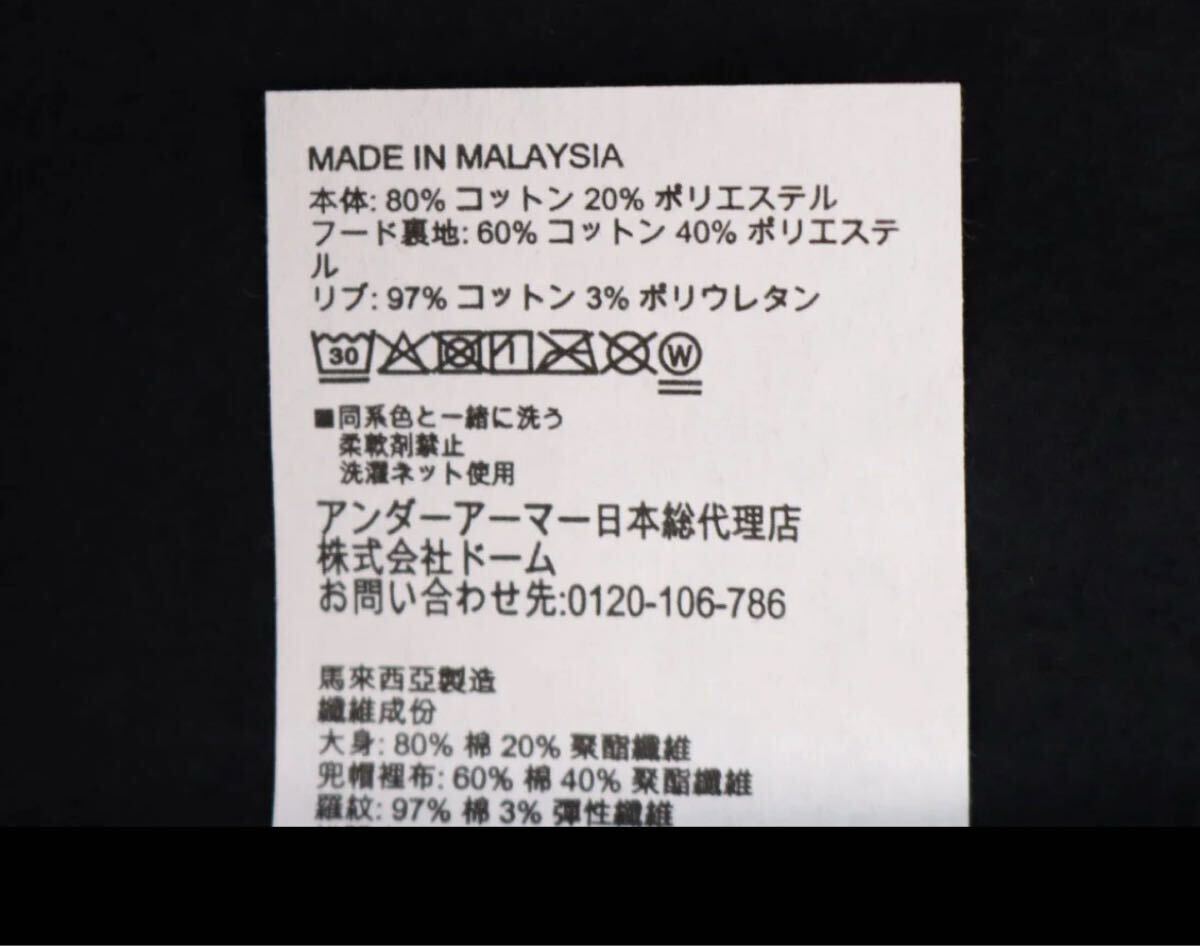 MADE IN MALAYSIA
本体: 80% コットン 20% ポリエステル
フード裏地: 60% コットン 40% ポリエステ
ル
リブ: 97% コットン 3% ポリウレタン
30 W
■同系色と一緒に洗う
柔軟剤禁止
洗濯ネット使用
アンダーアーマー日本総代理店
株式会社ドーム
お問い合わせ先:0120-106-786
馬來西亞製造
纖維成份
大身: 80% 棉 20% 聚酯纖維
兜帽裡布: 60% 棉 40% 聚酯纖維
羅紋: 97% 棉 3% 彈性纖維